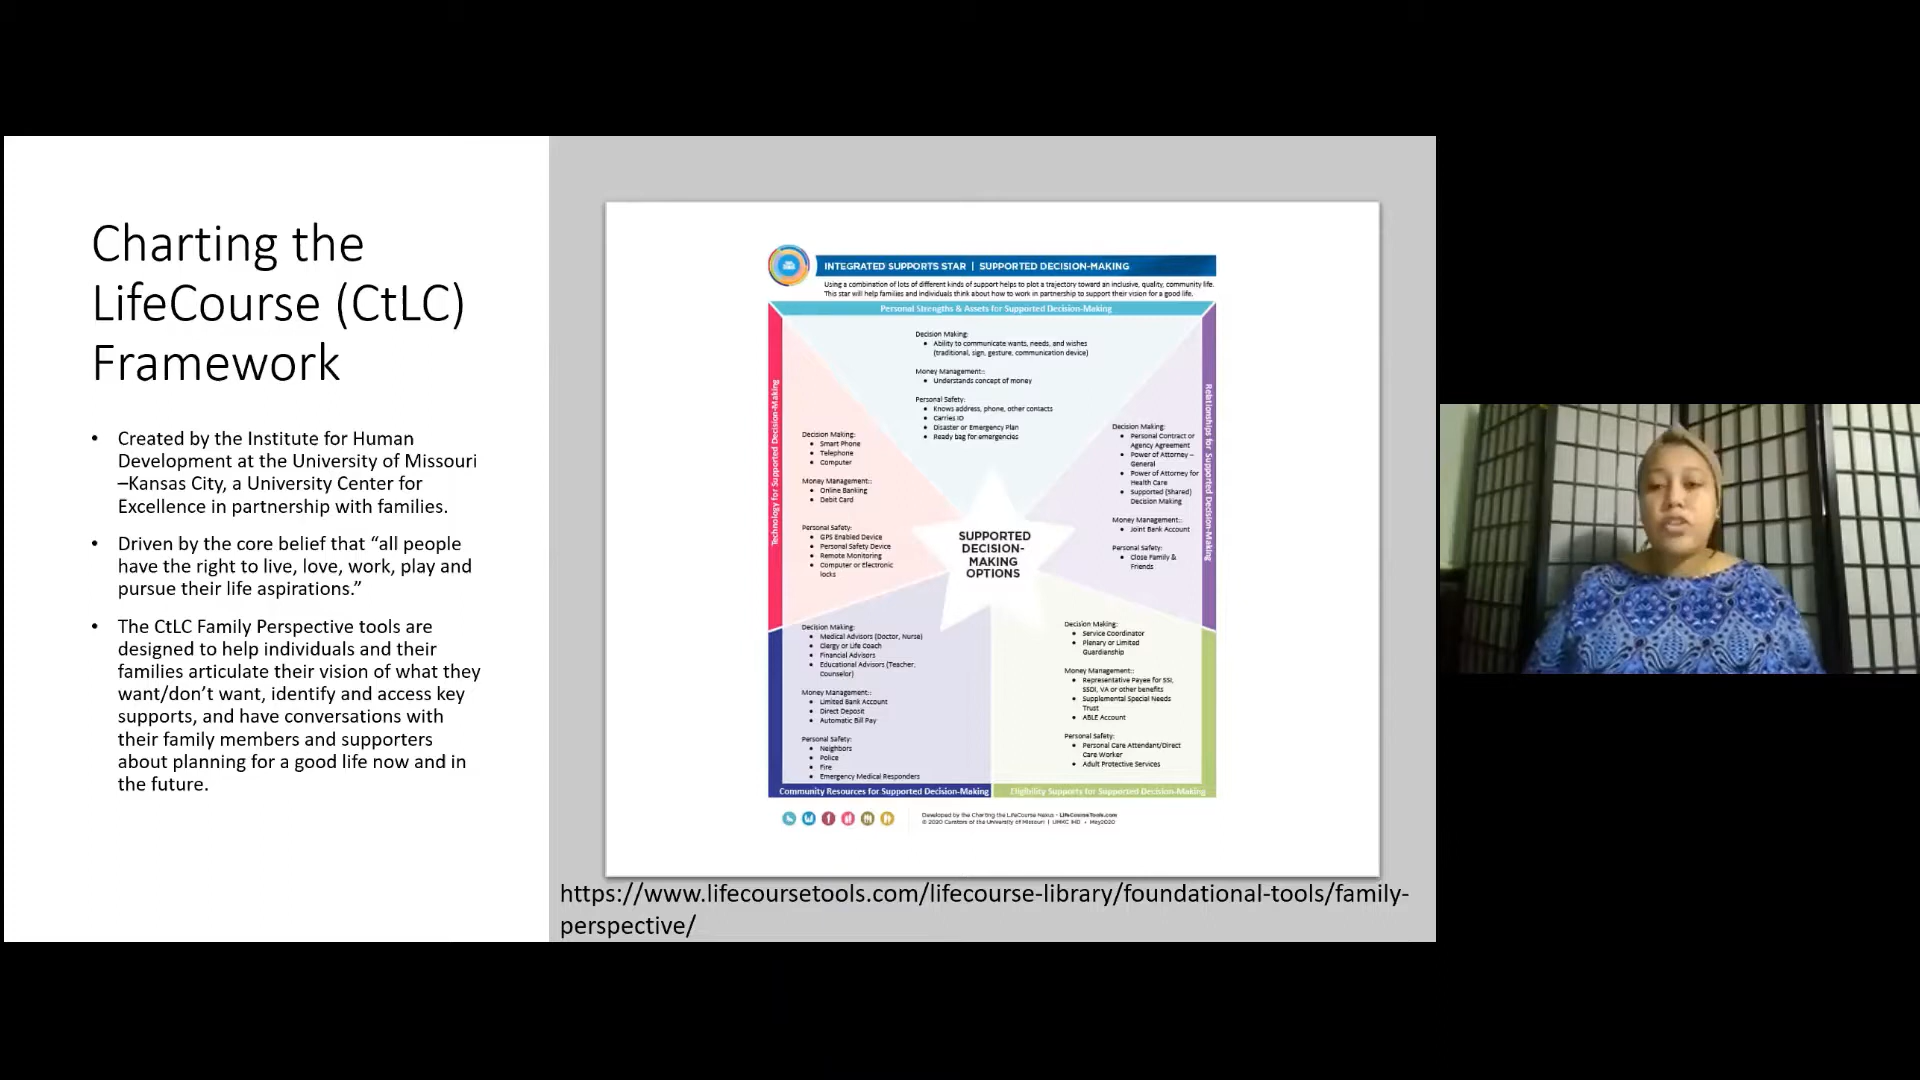 Charting the
LifeCourse (CtLC)
Framework
• Created by the Institute for Human
Development at the University of Missouri
–Kansas City, a University Center for
Excellence in partnership with families.
• Driven by the core belief that “all people
have the right to live, love, work, play and
pursue their life aspirations.”
• The CtLC Family Perspective tools are
designed to help individuals and their
families articulate their vision of what they
want/don’t want, identify and access key
supports, and have conversations with
their family members and supporters
about planning for a good life now and in
the future.
INTEGRATED SUPPORTS STAR | SUPPORTED DECISION-MAKING
Using a combination of lots of different kinds of support helps to plot a trajectory toward an inclusive, quality, community life.
This star will help families and individuals think about how to work in partnership to support their vision for a good life.
Personal Strengths & Assets for Supported Decision-Making
Decision Making:
• Ability to communicate wants, needs, and wishes
(traditional, sign, gesture, communication device)
Money Management::
• Understands concept of money
Personal Safety:
• Knows address, phone, other contacts
• Carries ID
• Disaster or Emergency Plan
• Ready bag for emergencies
Technology for Supported Decision-Making
Decision Making:
• Smart Phone
• Telephone
• Computer
Money Management::
• Online Banking
• Debit Card
Personal Safety:
• GPS Enabled Device
• Personal Safety Device
• Remote Monitoring
• Computer or Electronic
locks
Relationships for Supported Decision-Making
Decision Making:
• Personal Contract or
Agency Agreement
• Power of Attorney –
General
• Power of Attorney for
Health Care
• Supported (Shared)
Decision Making
Money Management::
• Joint Bank Account
Personal Safety:
• Close Family &
Friends
SUPPORTED
DECISION-
MAKING
OPTIONS
Decision Making:
• Medical Advisors (Doctor, Nurse)
• Clergy or Life Coach
• Financial Advisors
• Educational Advisors (Teacher,
Counselor)
Money Management::
• Limited Bank Account
• Direct Deposit
• Automatic Bill Pay
Personal Safety:
• Neighbors
• Police
• Fire
• Emergency Medical Responders
Community Resources for Supported Decision-Making
Decision Making:
• Service Coordinator
• Plenary or Limited
Guardianship
Money Management::
• Representative Payee for SSI,
SSDI, VA or other benefits
• Supplemental Special Needs
Trust
• ABLE Account
Personal Safety:
• Personal Care Attendant/Direct
Care Worker
• Adult Protective Services
Eligibility Supports for Supported Decision-Making
Developed by the Charting the LifeCourse Nexus - LifeCourseTools.com
© 2020 Curators of the University of Missouri | UMKC IHD • May2020
https://www.lifecoursetools.com/lifecourse-library/foundational-tools/family-
perspective/